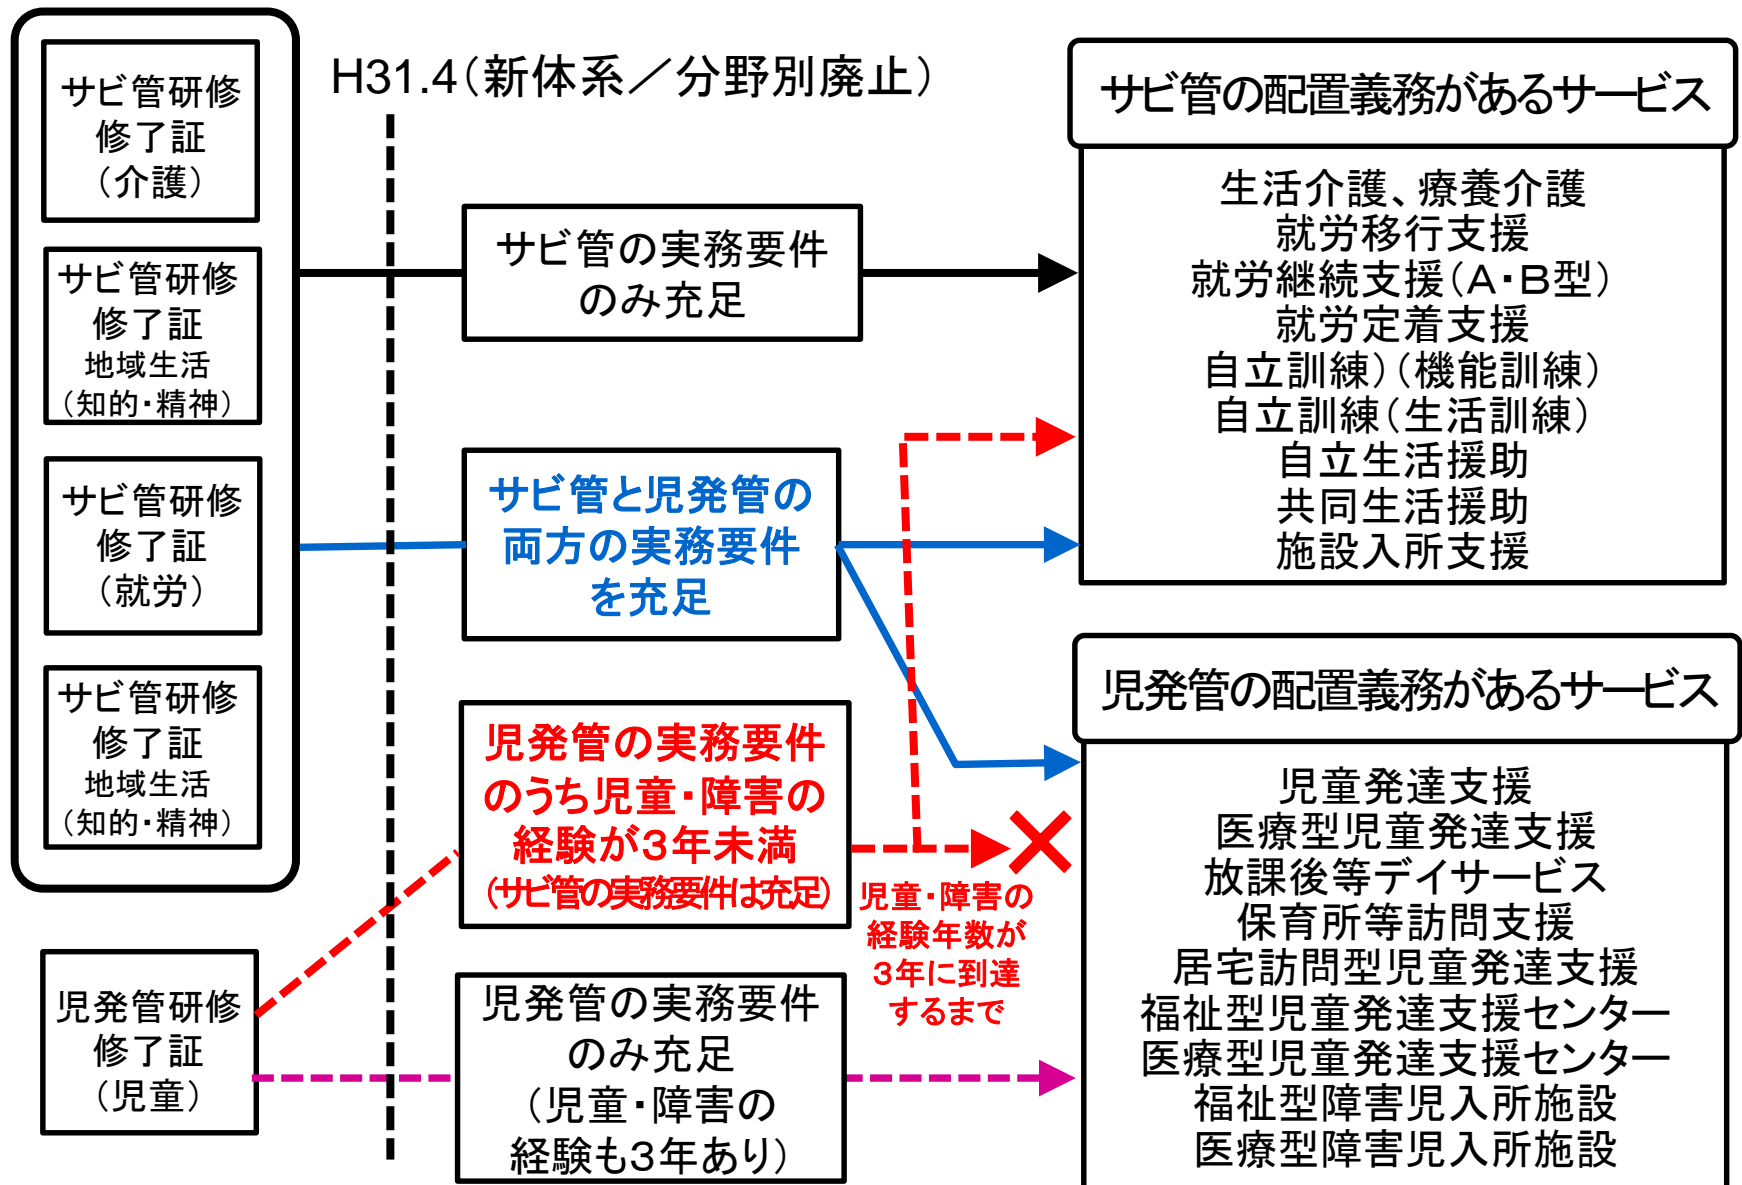 サビ管研修
修了証
（介護）
サビ管研修
修了証
地域生活
（知的・精神）
サビ管研修
修了証
（就労）
サビ管研修
修了証
地域生活
（知的・精神）
児発管研修
修了証
（児童）
H31.4（新体系／分野別廃止）
サビ管の実務要件
のみ充足
サビ管と児発管の
両方の実務要件
を充足
児発管の実務要件
のうち児童・障害の
経験が３年未満
（サビ管の実務要件は充足）
児発管の実務要件
のみ充足
（児童・障害の
経験も３年あり）
児童・障害の
経験年数が
３年に到達
するまで
サビ管の配置義務があるサービス
生活介護、療養介護
就労移行支援
就労継続支援（Ａ・Ｂ型）
就労定着支援
自立訓練）（機能訓練）
自立訓練（生活訓練）
自立生活援助
共同生活援助
施設入所支援
児発管の配置義務があるサービス
児童発達支援
医療型児童発達支援
放課後等デイサービス
保育所等訪問支援
居宅訪問型児童発達支援
福祉型児童発達支援センター
医療型児童発達支援センター
福祉型障害児入所施設
医療型障害児入所施設